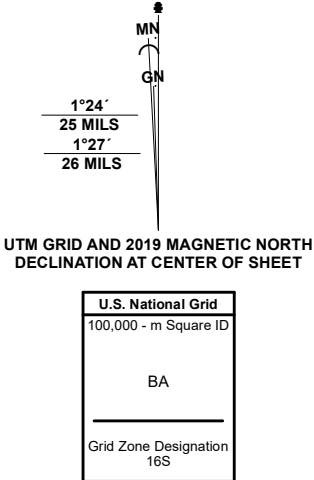 MN
GN
1°24´
25 MILS
1°27´
26 MILS
UTM GRID AND 2019 MAGNETIC NORTH
DECLINATION AT CENTER OF SHEET
U.S. National Grid
100,000 - m Square ID
BA
Grid Zone Designation
16S